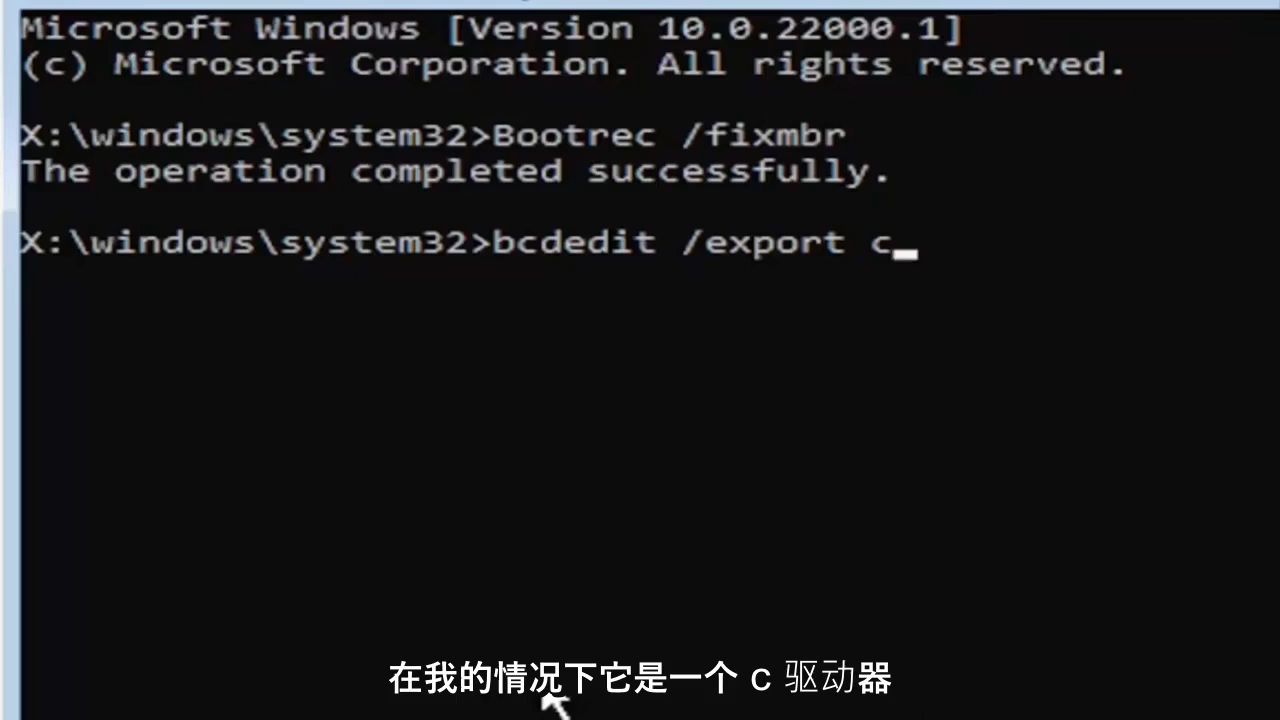 Microsoft Windows [Version 10.0.22000.1]
(c) Microsoft Corporation. All rights reserved.
X:\windows\system32>Bootrec /fixmbr
The operation completed successfully.
X:\windows\system32>bcdedit /export c
在我的情况下它是一个 C 驱动器